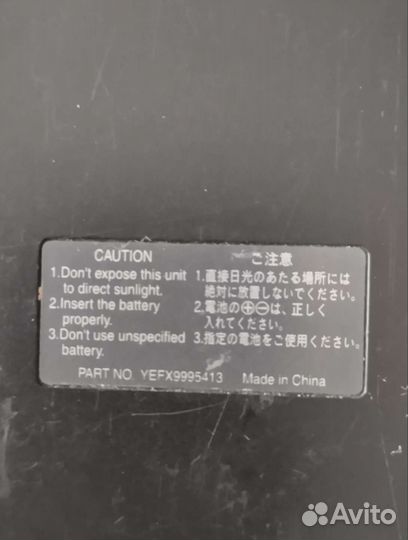 CAUTION
1.Don't expose this unit
to direct sunlight.
2.Insert the battery
properly.
3.Don't use unspecified
battery.
ご注意
1.直接日光のあたる場所には
絶対に放置しないでください。
2.電池の⊕⊖は、正しく
入れてください。
3.指定の電池をご使用ください。
PART NO. YEFX9995413 Made in China
Avito